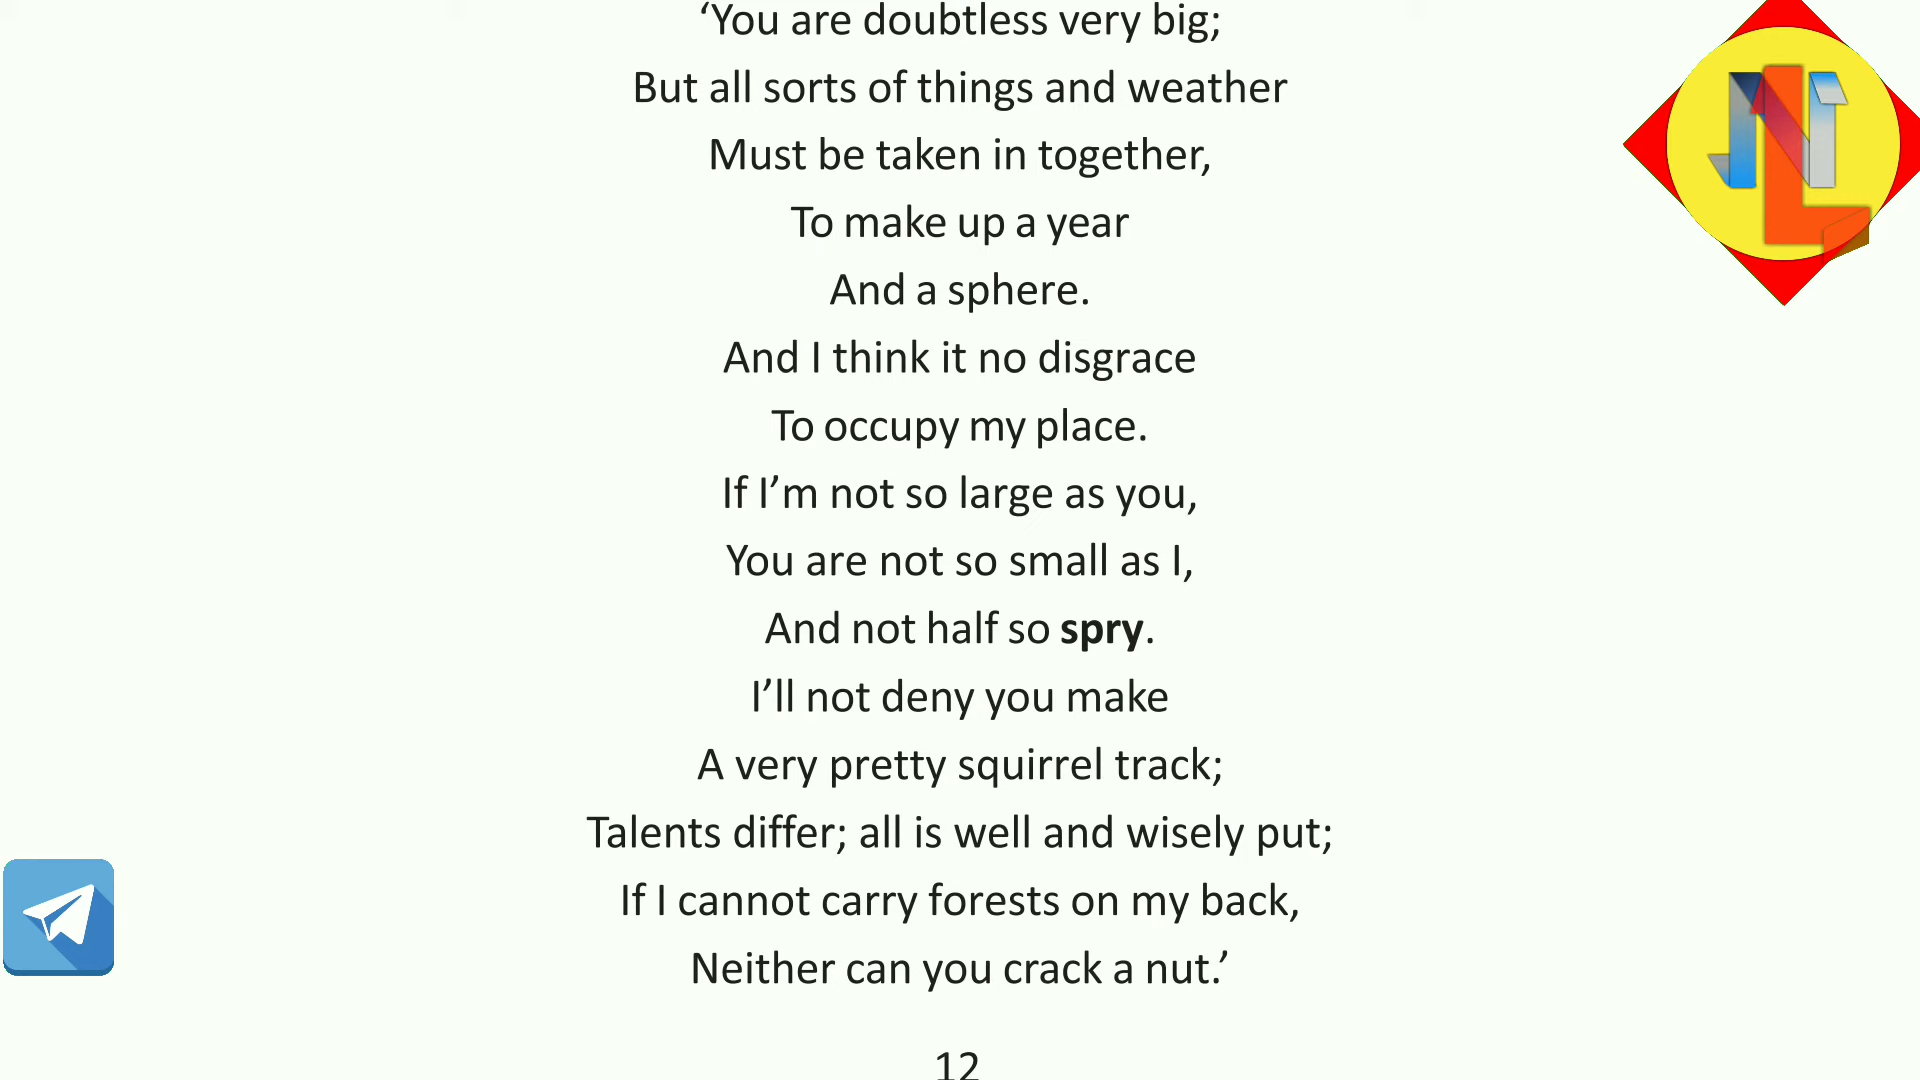 ‘You are doubtless very big;
But all sorts of things and weather
Must be taken in together,
To make up a year
And a sphere.
And I think it no disgrace
To occupy my place.
If I’m not so large as you,
You are not so small as I,
And not half so spry.
I’ll not deny you make
A very pretty squirrel track;
Talents differ; all is well and wisely put;
If I cannot carry forests on my back,
Neither can you crack a nut.’
12
NL